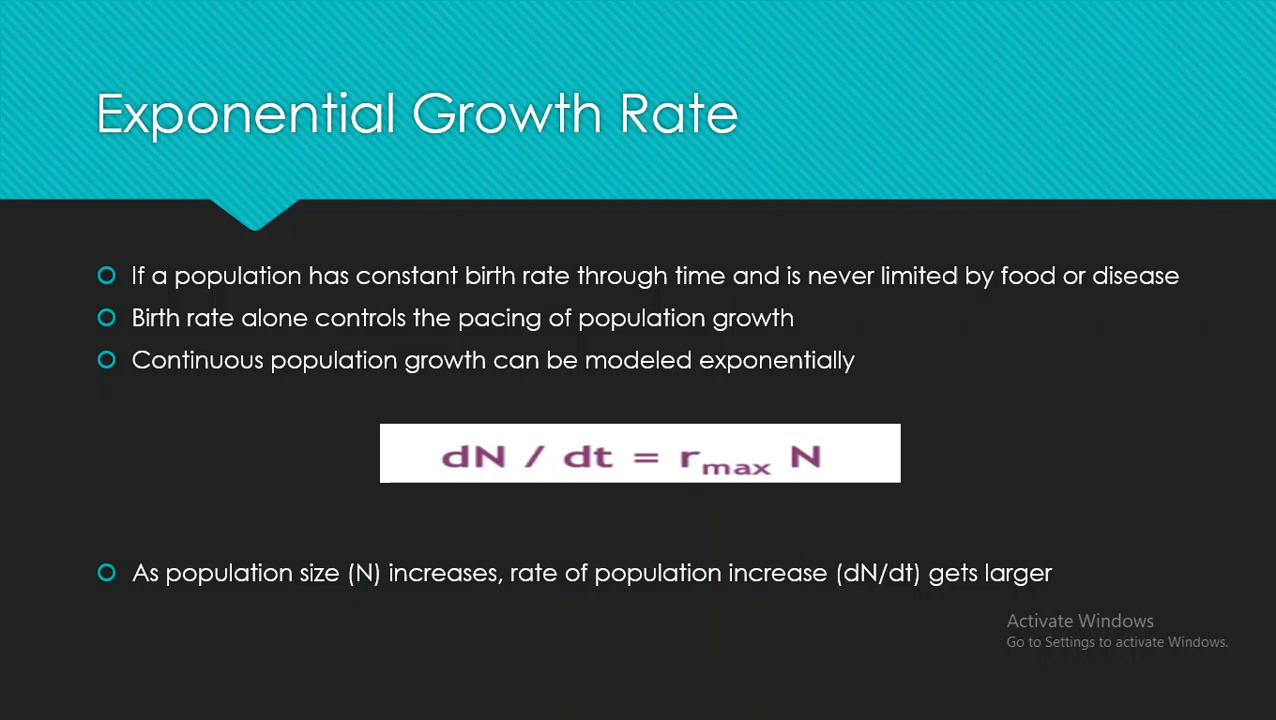 Exponential Growth Rate
If a population has constant birth rate through time and is never limited by food or disease
Birth rate alone controls the pacing of population growth
Continuous population growth can be modeled exponentially
dN / dt = r_max N
As population size (N) increases, rate of population increase (dN/dt) gets larger
Activate Windows
Go to Settings to activate Windows.